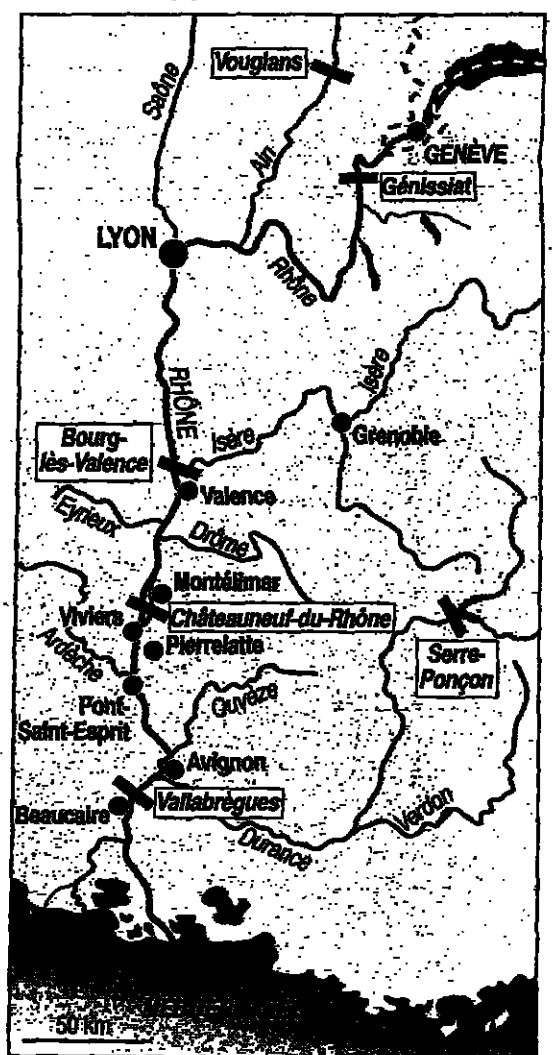 Vouglans
Saône
Ain
GENÈVE
Génissiat
LYON
Rhône
RHÔNE
Isère
Isère
Grenoble
Bourg-
lès-Valence
Valence
Eyrieux
Drôme
Montélimar
Viviers
Châteauneuf-du-Rhône
Ardèche
Pierrelatte
Serre-
Ponçon
Pont-
Saint-Esprit
Ouvèze
Avignon
Beaucaire
Vallabrègues
Durance
Verdon
50 km